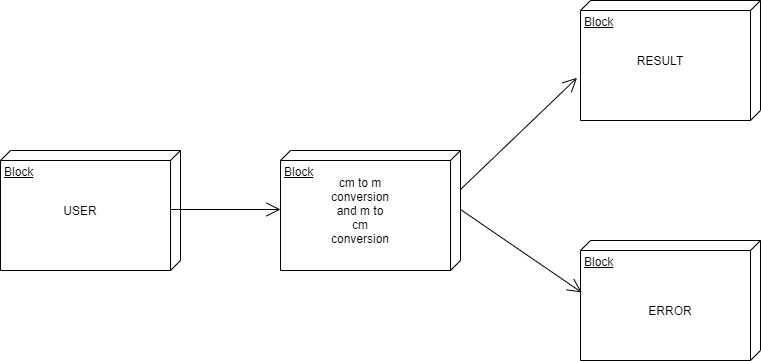 Block
USER
Block
cm to m
conversion
and m to
cm
conversion
Block
RESULT
Block
ERROR